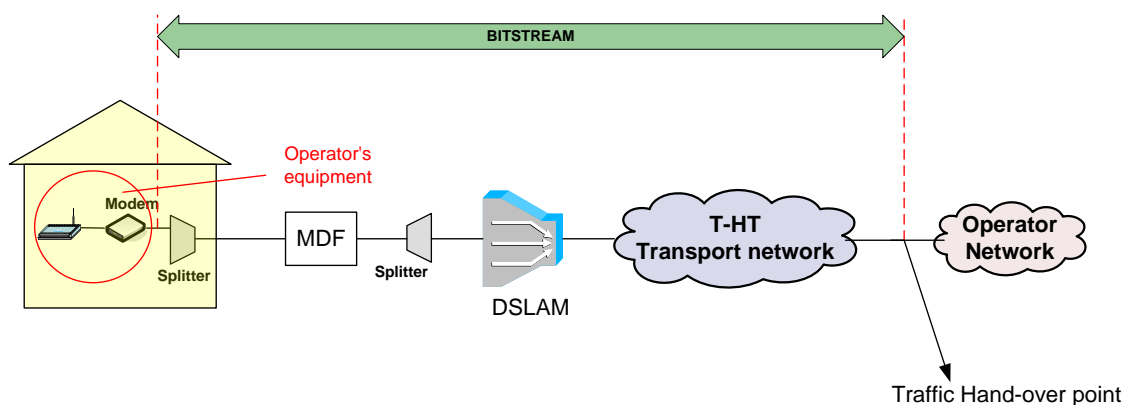 BITSTREAM
Operator's
equipment
Modem
Splitter
MDF
Splitter
DSLAM
T-HT
Transport network
Operator
Network
Traffic Hand-over point